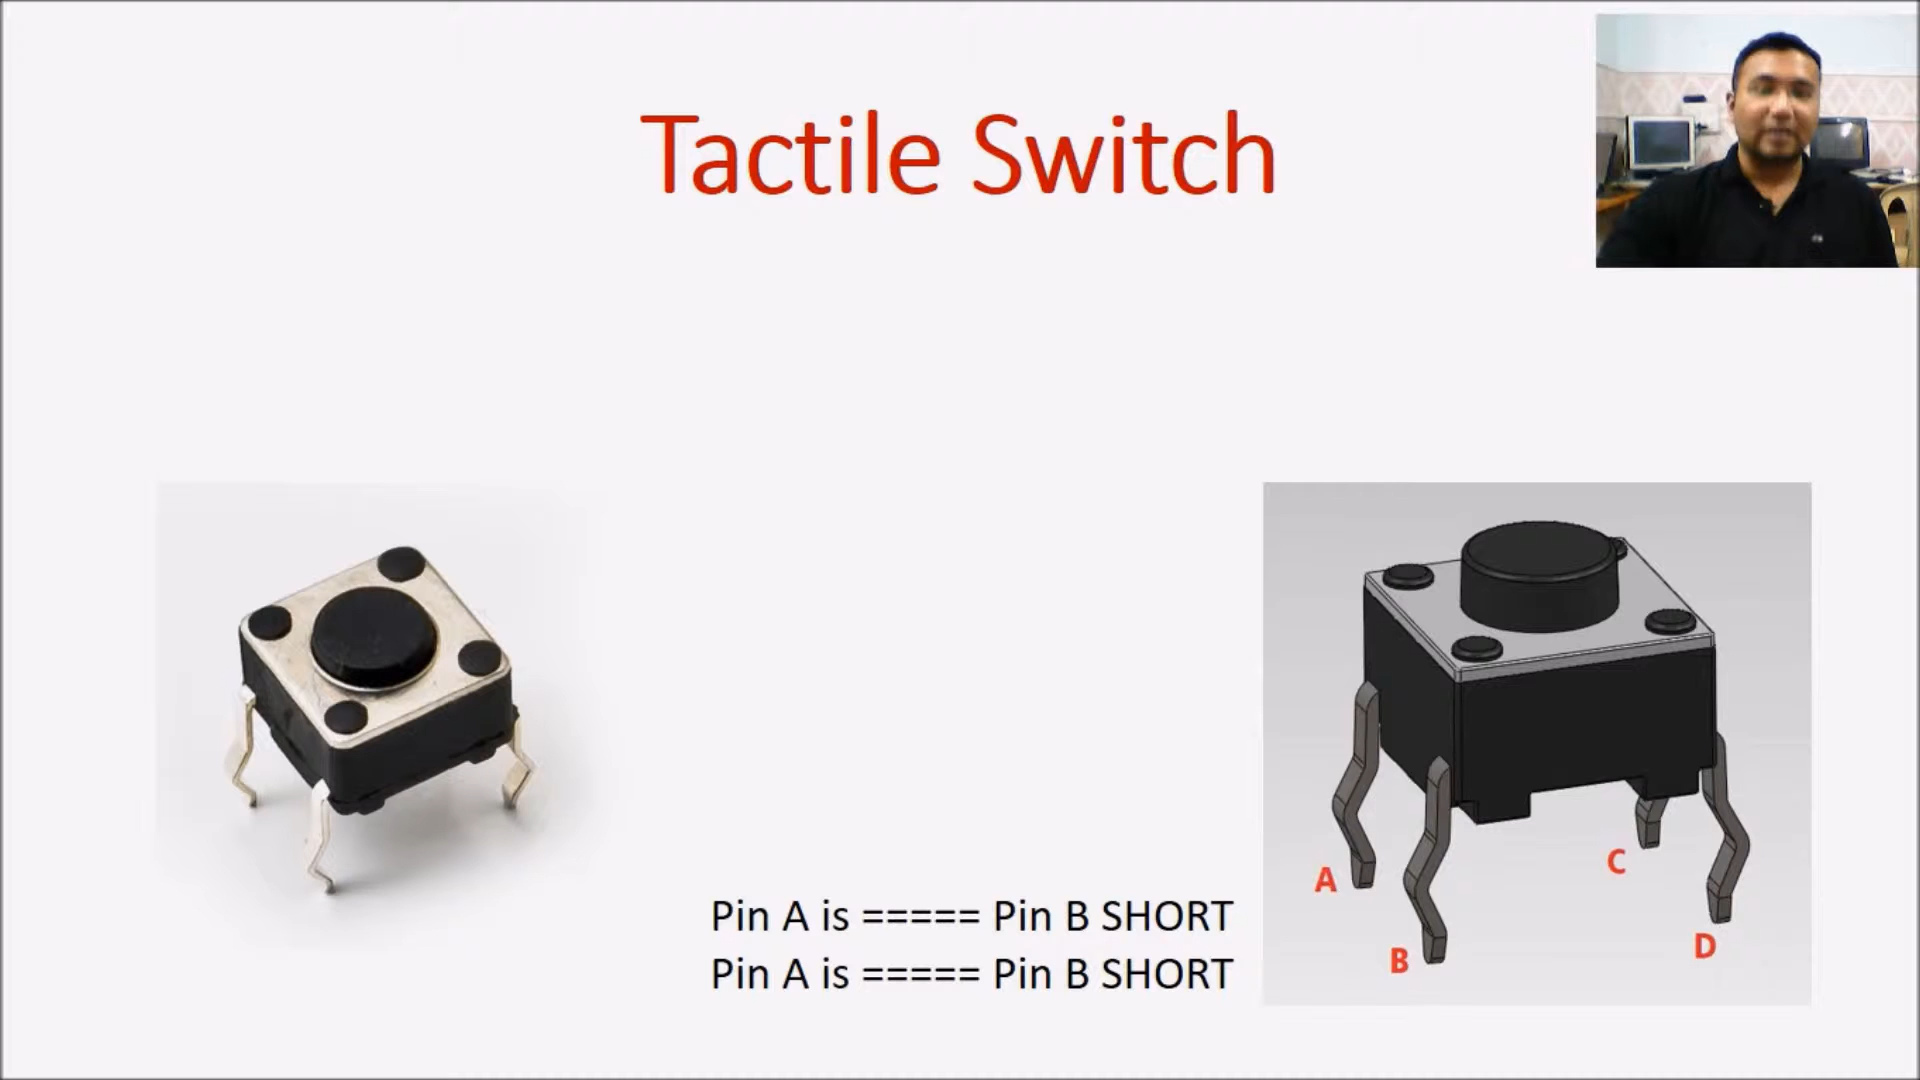 Tactile Switch
Pin A is ===== Pin B SHORT
Pin A is ===== Pin B SHORT
A
B
C
D